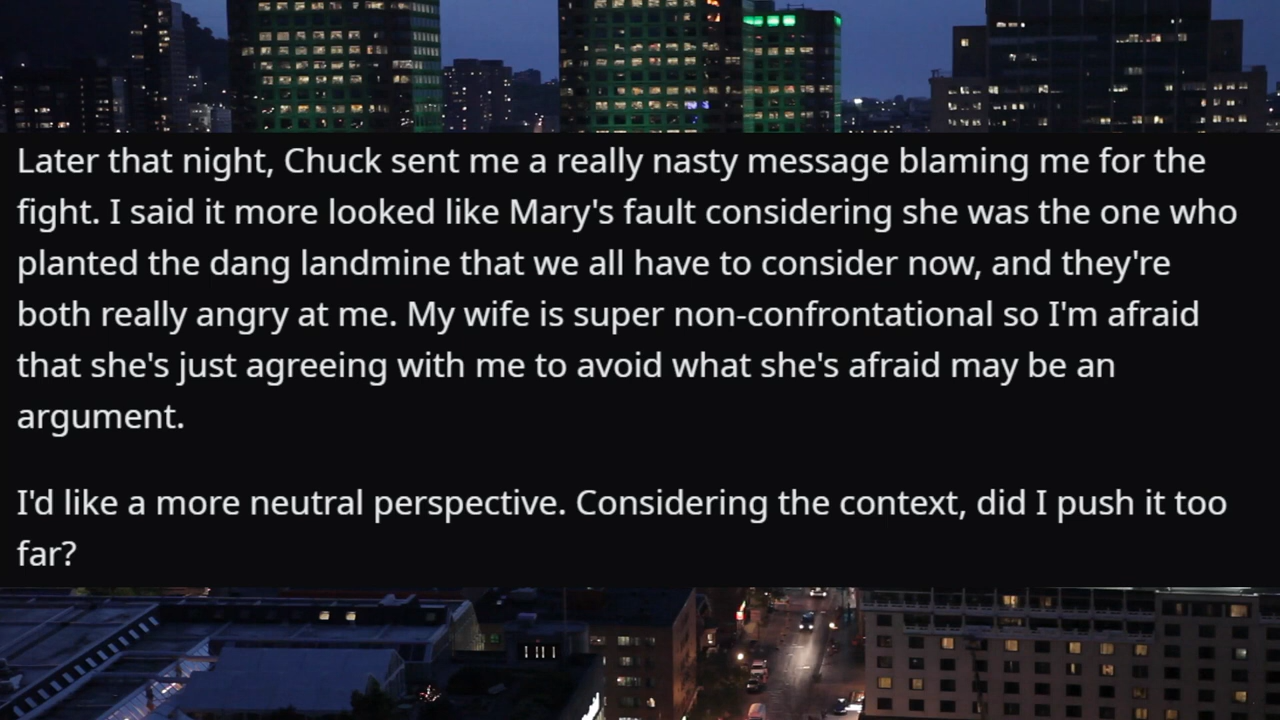 Later that night, Chuck sent me a really nasty message blaming me for the
fight. I said it more looked like Mary's fault considering she was the one who
planted the dang landmine that we all have to consider now, and they're
both really angry at me. My wife is super non-confrontational so I'm afraid
that she's just agreeing with me to avoid what she's afraid may be an
argument.
I'd like a more neutral perspective. Considering the context, did I push it too
far?